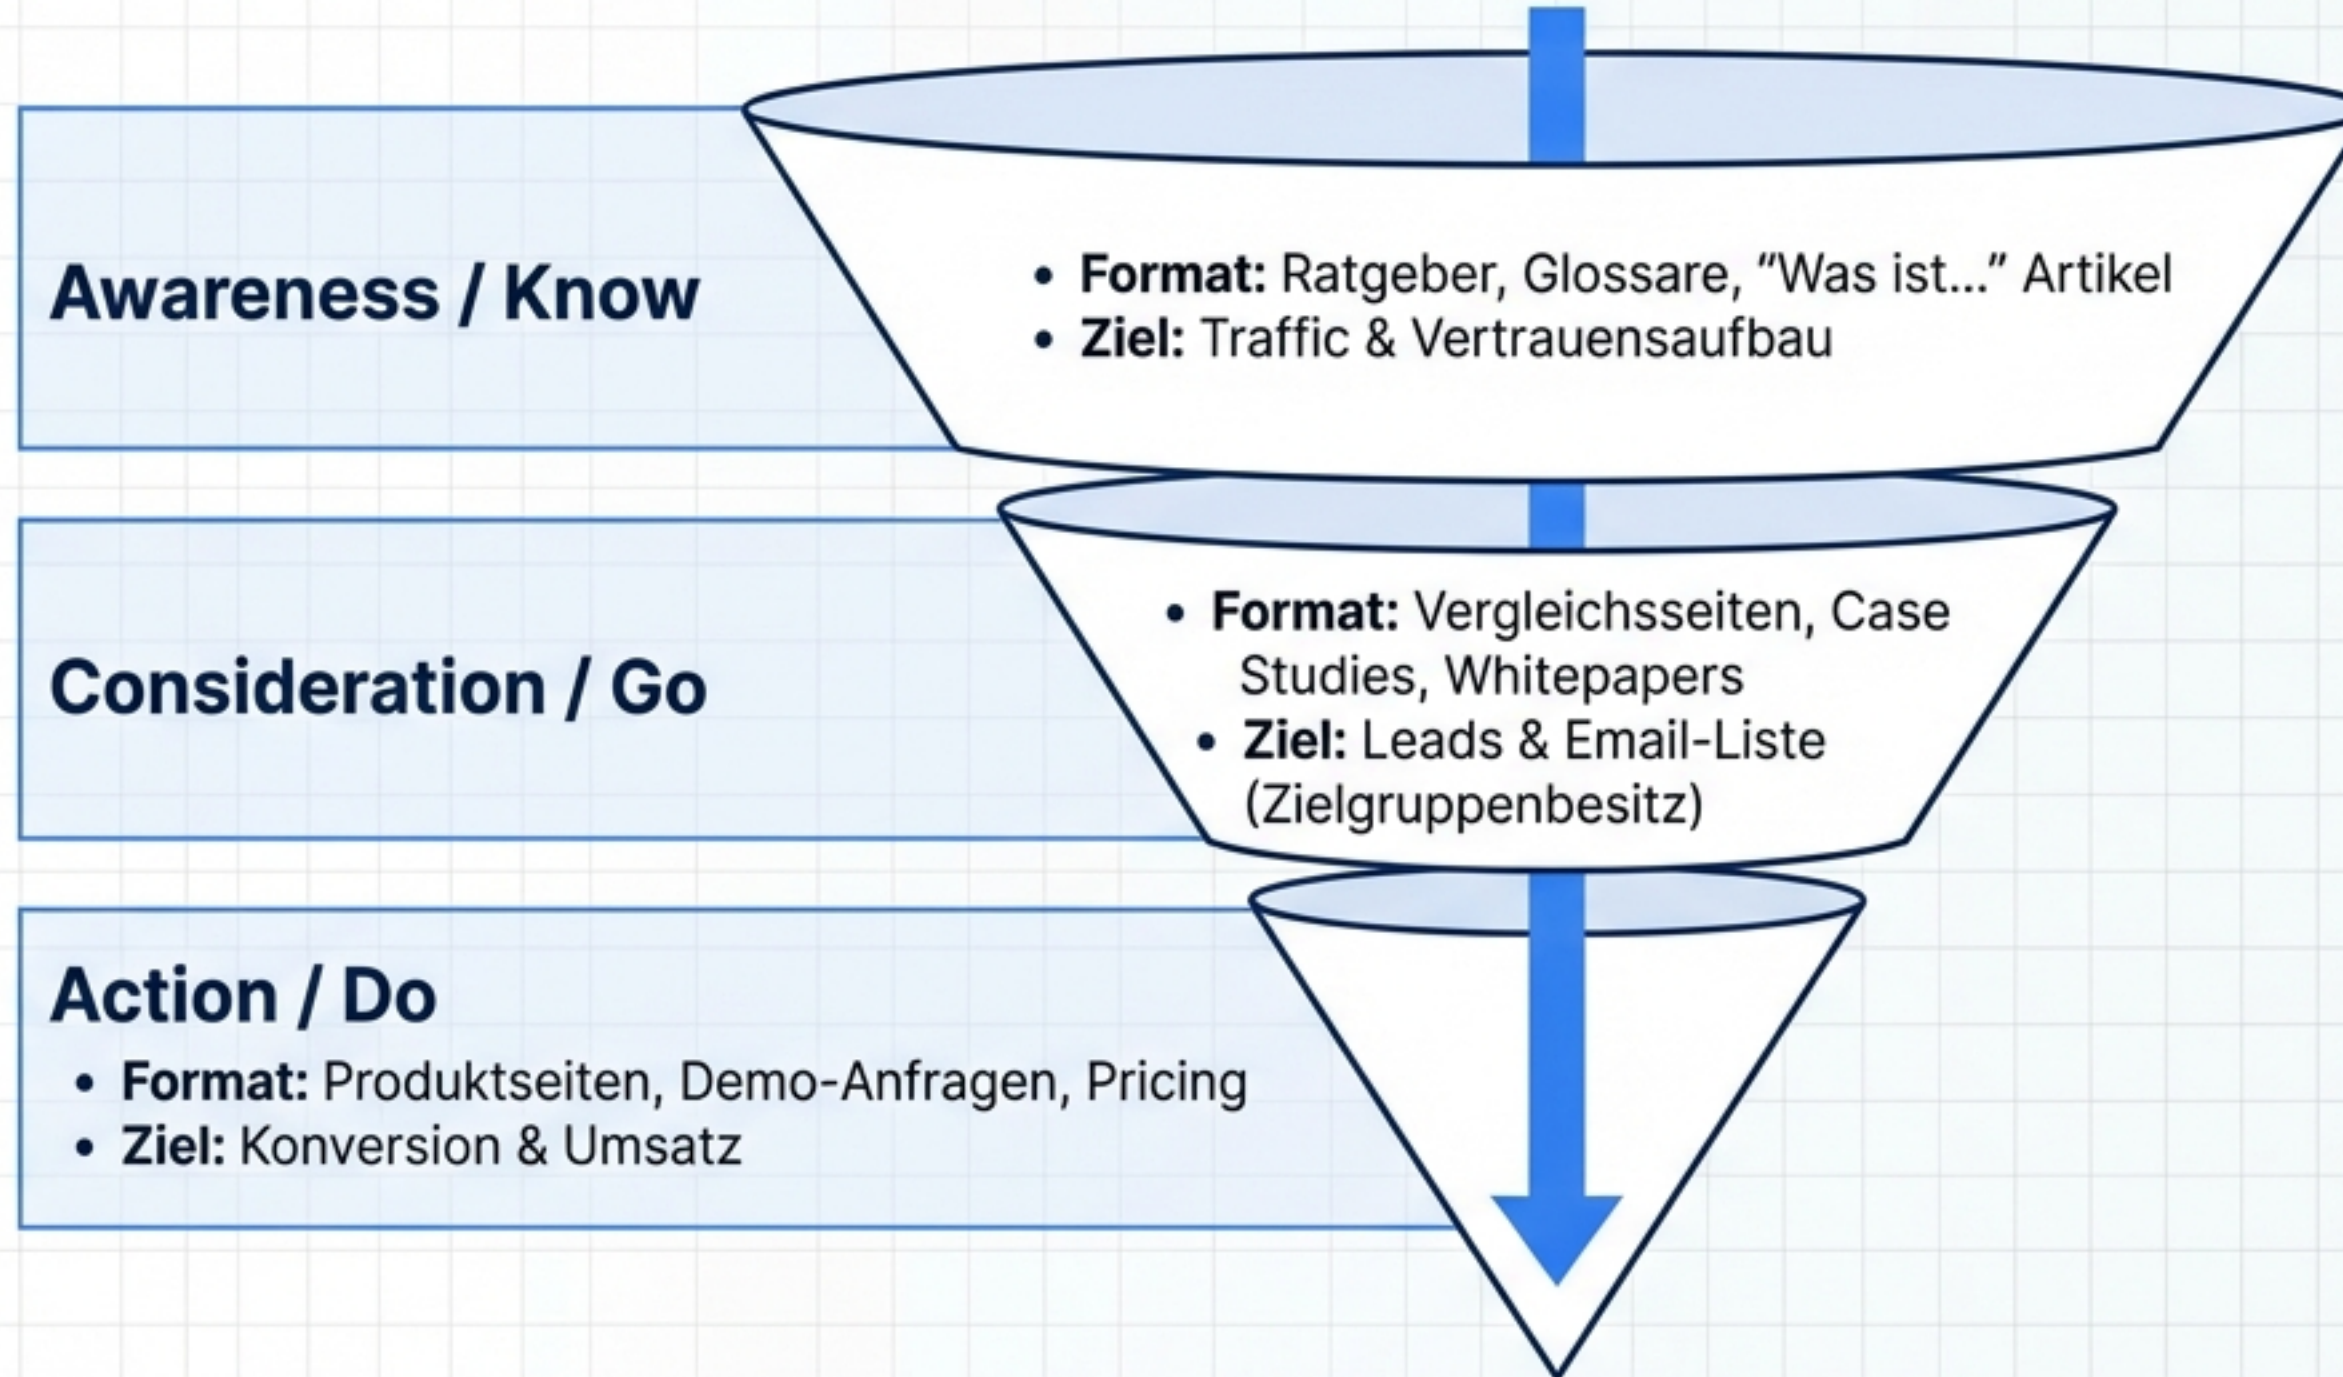 Awareness / Know
• Format: Ratgeber, Glossare, “Was ist...” Artikel
• Ziel: Traffic & Vertrauensaufbau
Consideration / Go
• Format: Vergleichsseiten, Case
Studies, Whitepapers
• Ziel: Leads & Email-Liste
(Zielgruppenbesitz)
Action / Do
• Format: Produktseiten, Demo-Anfragen, Pricing
• Ziel: Konversion & Umsatz